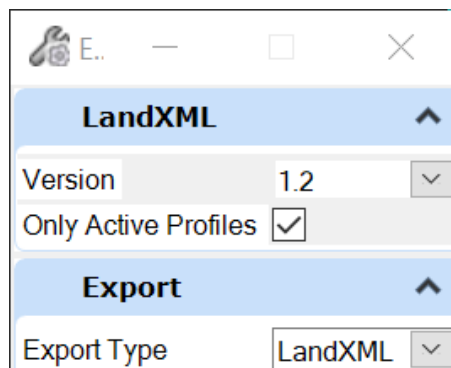 E..
LandXML
Version 1.2
Only Active Profiles
Export
Export Type LandXML